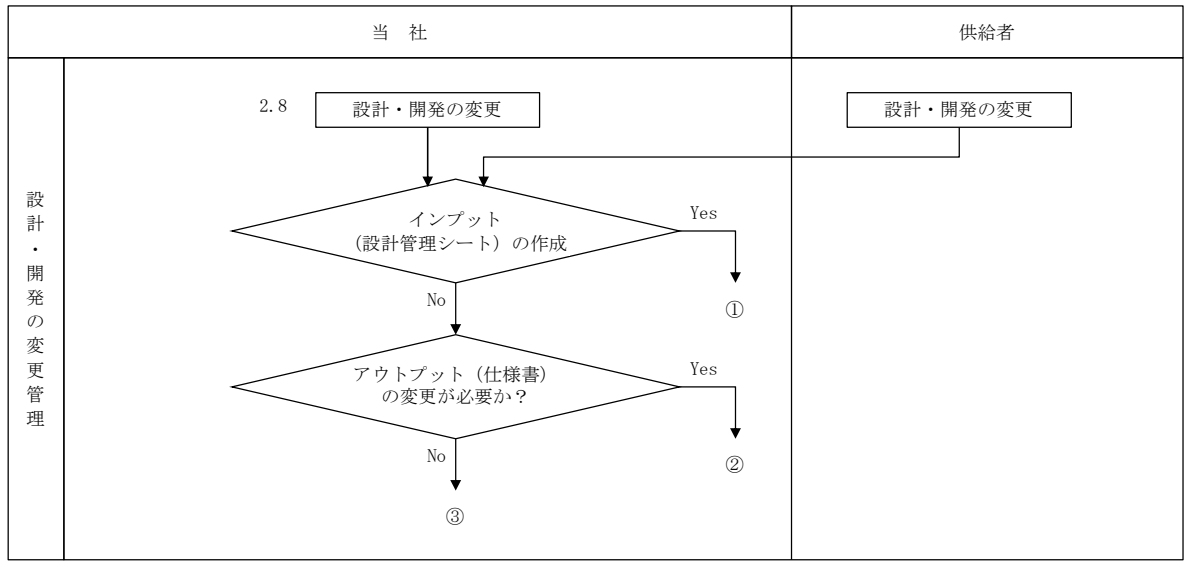 当　社
供給者
設計・開発の変更管理
2.8
設計・開発の変更
設計・開発の変更
インプット
（設計管理シート）の作成
Yes
①
No
アウトプット（仕様書）
の変更が必要か？
Yes
②
No
③